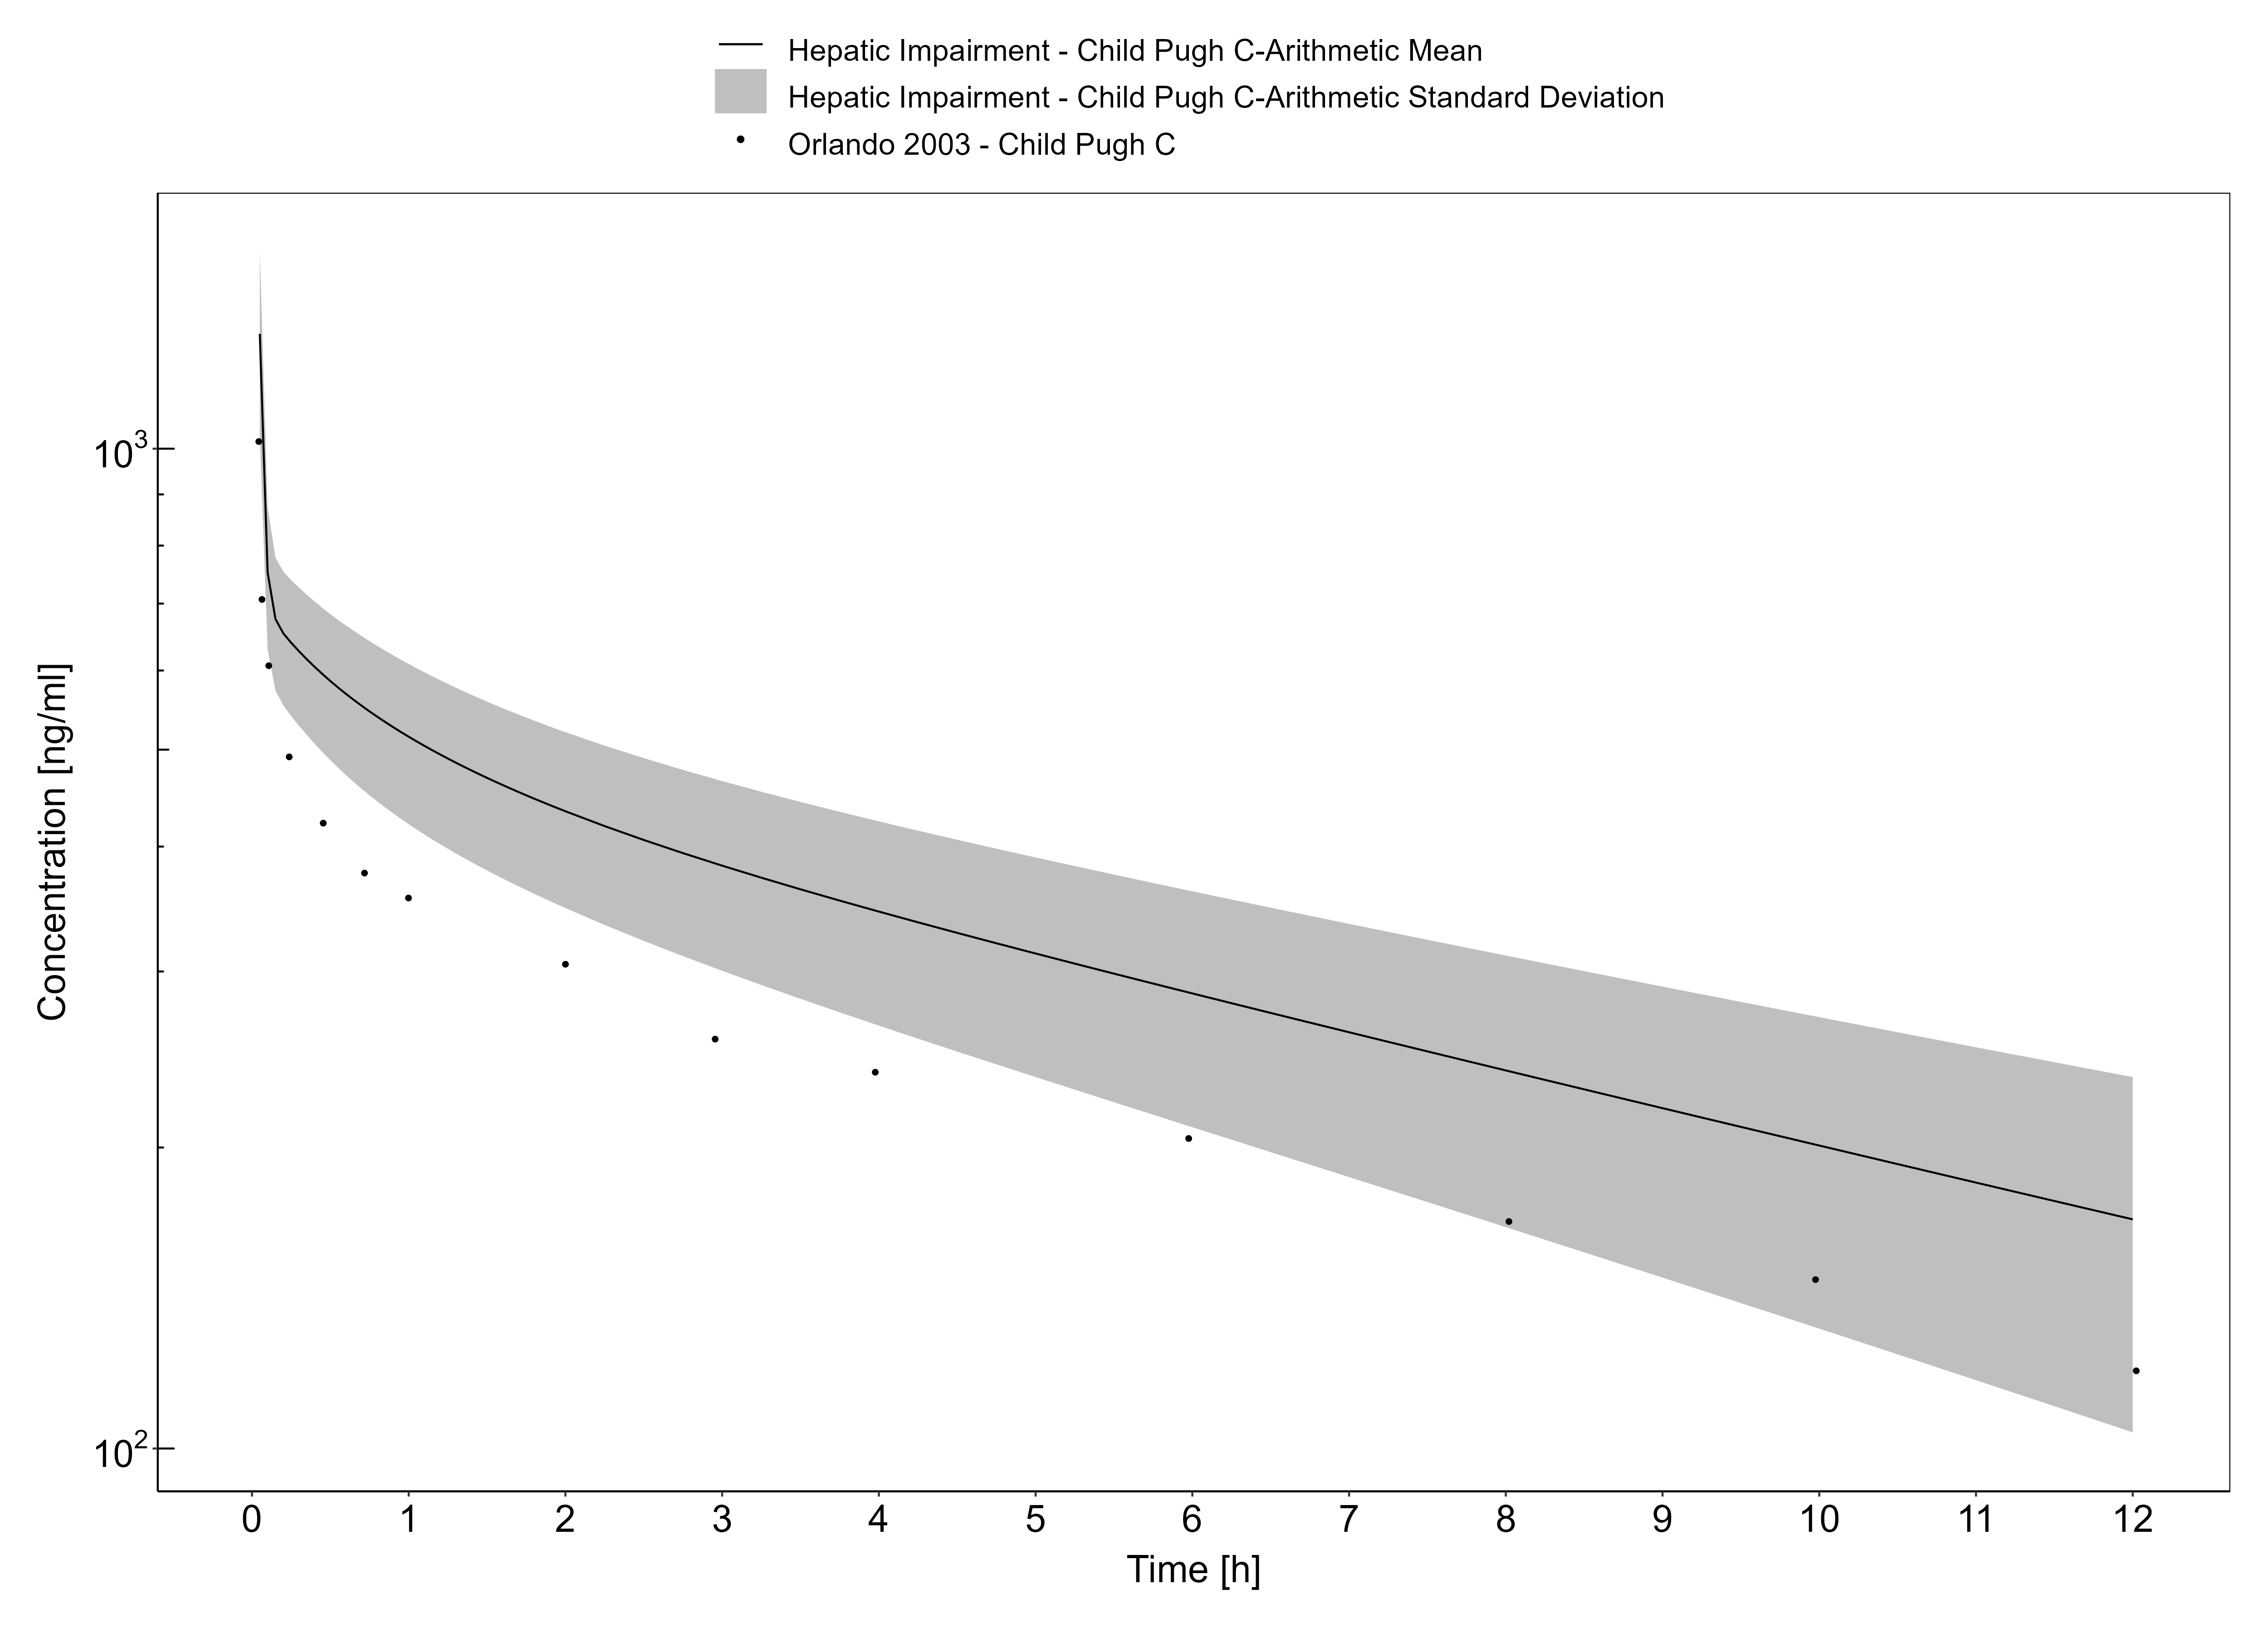 Hepatic Impairment - Child Pugh C-Arithmetic Mean
Hepatic Impairment - Child Pugh C-Arithmetic Standard Deviation
Orlando 2003 - Child Pugh C
Concentration [ng/ml]
10³
10²
0 1 2 3 4 5 6 7 8 9 10 11 12
Time [h]